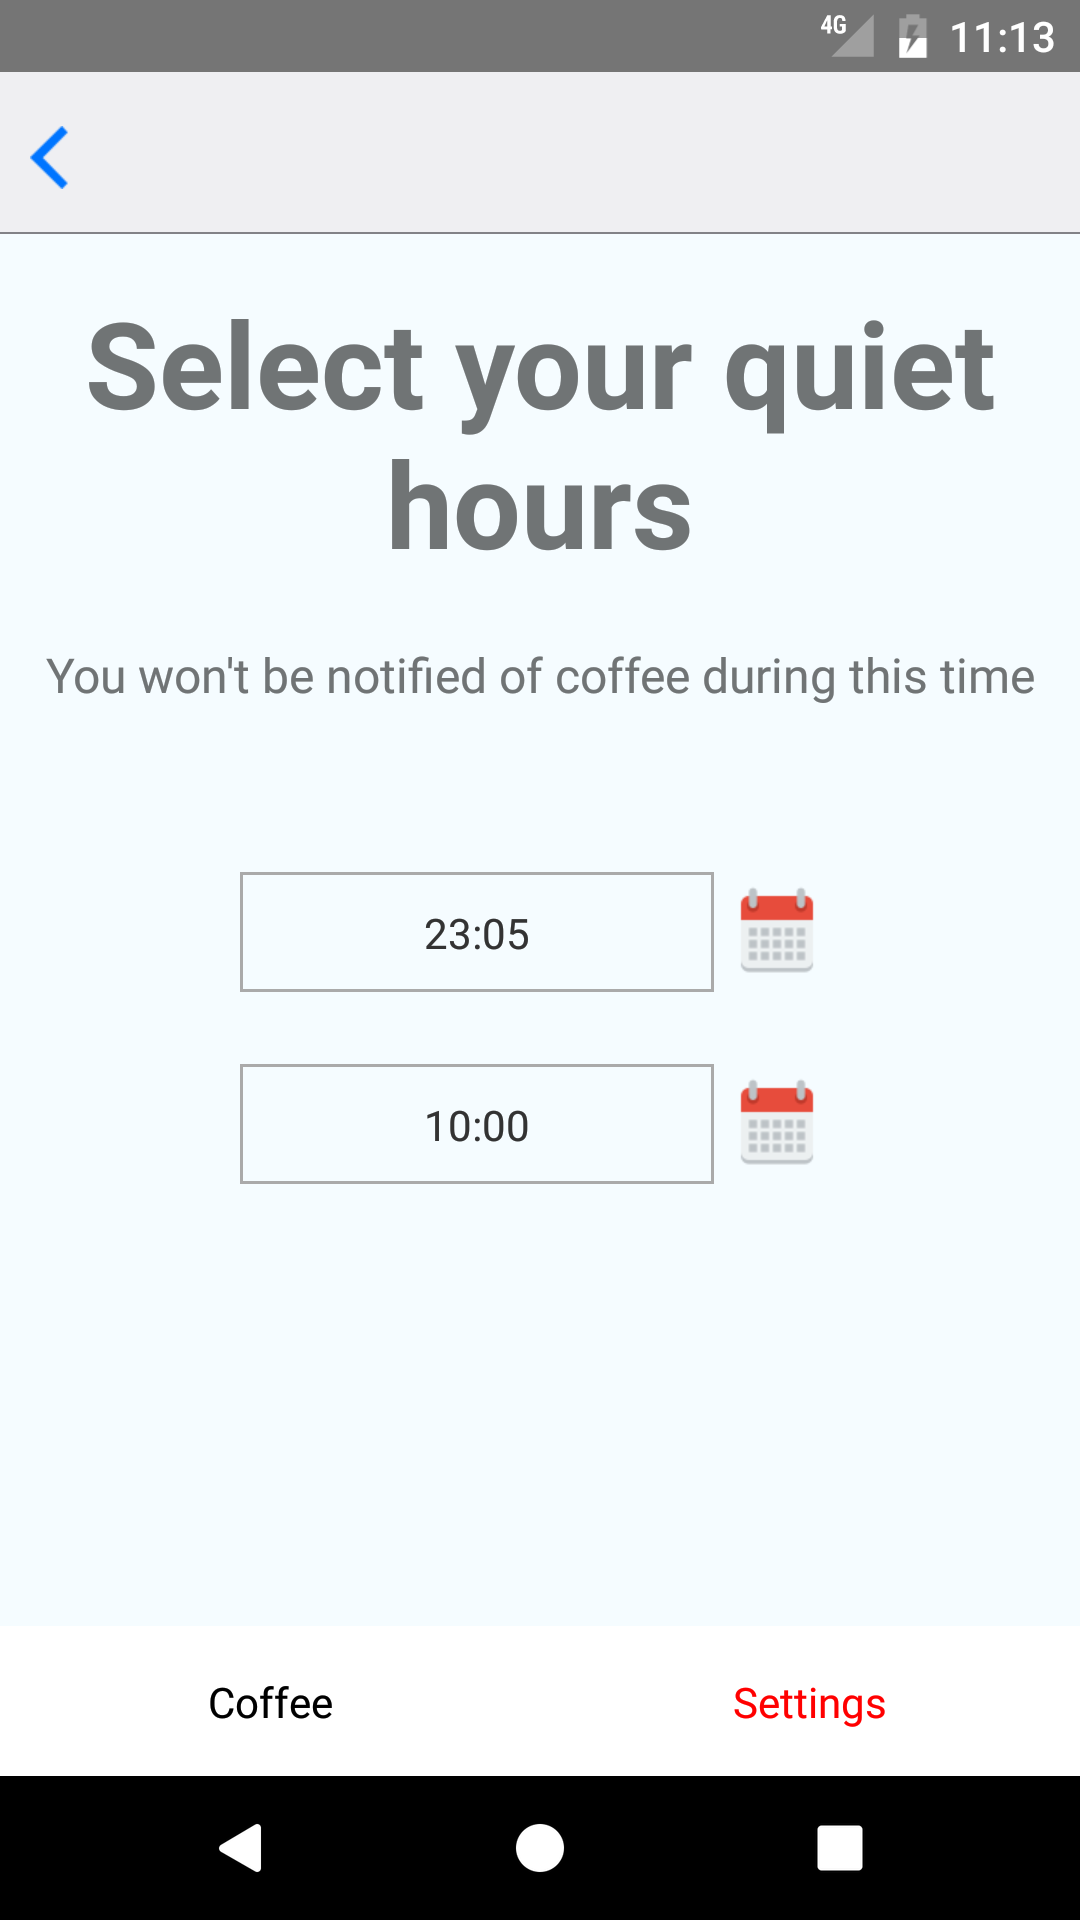 4G 11:13
Select your quiet
hours
You won't be notified of coffee during this time
23:05
10:00
Coffee Settings